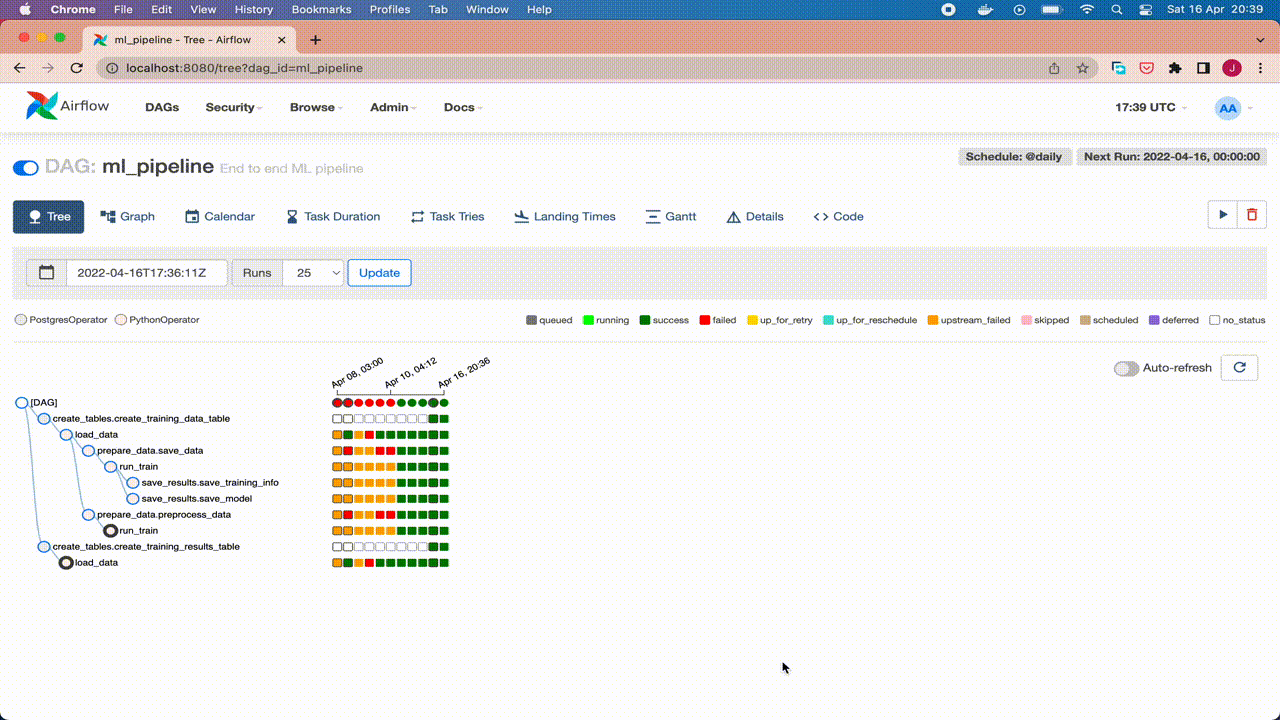 Chrome File Edit View History Bookmarks Profiles Tab Window Help Sat 16 Apr 20:39
ml_pipeline - Tree - Airflow
localhost:8080/tree?dag_id=ml_pipeline J
Airflow DAGs Security Browse Admin Docs 17:39 UTC AA
DAG: ml_pipeline End to end ML pipeline Schedule: @daily Next Run: 2022-04-16, 00:00:00
Tree Graph Calendar Task Duration Task Tries Landing Times Gantt Details Code
2022-04-16T17:36:11Z Runs 25 Update
PostgresOperator PythonOperator queued running success failed up_for_retry up_for_reschedule upstream_failed skipped scheduled deferred no_status
Apr 08, 03:00 Apr 10, 04:12 Apr 16, 20:36 Auto-refresh
[DAG]
create_tables.create_training_data_table
load_data
prepare_data.save_data
run_train
save_results.save_training_info
save_results.save_model
prepare_data.preprocess_data
run_train
create_tables.create_training_results_table
load_data